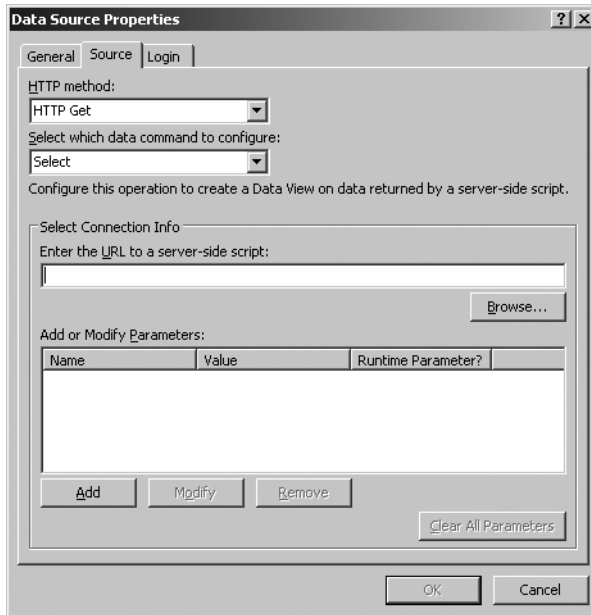 Data Source Properties
General Source Login
HTTP method:
HTTP Get
Select which data command to configure:
Select
Configure this operation to create a Data View on data returned by a server-side script.
Select Connection Info
Enter the URL to a server-side script:
Browse...
Add or Modify Parameters:
Name Value Runtime Parameter?
Add Modify Remove
Clear All Parameters
OK Cancel